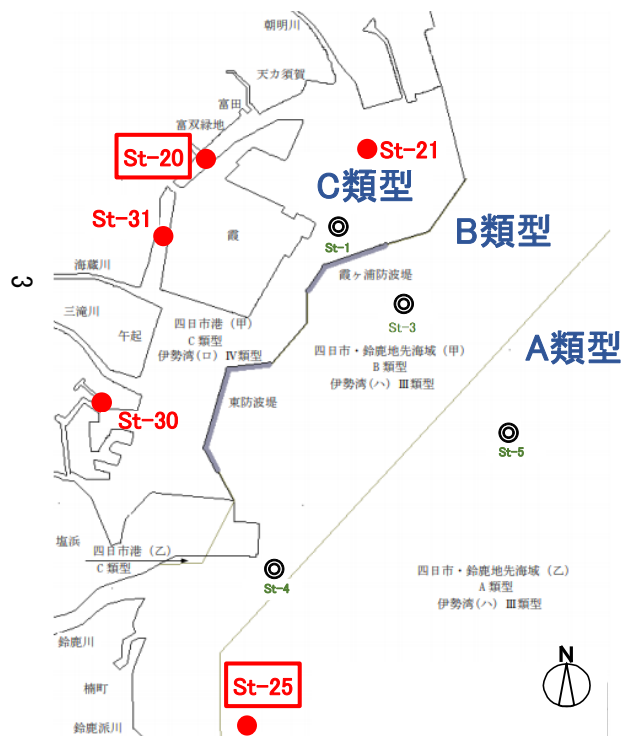 朝明川
天カ須賀
富田
富双緑地
St-20
St-21
C類型
St-31
霞
St-1
B類型
海蔵川
霞ヶ浦防波堤
3
三滝川
午起
四日市港（甲）
C類型
伊勢湾(ロ) Ⅳ類型
St-3
四日市・鈴鹿地先海域（甲）
B類型
伊勢湾(ハ) Ⅲ類型
A類型
St-30
東防波堤
St-5
塩浜
四日市港（乙）
C類型
St-4
四日市・鈴鹿地先海域（乙）
A類型
伊勢湾(ハ) Ⅲ類型
鈴鹿川
N
楠町
St-25
鈴鹿派川